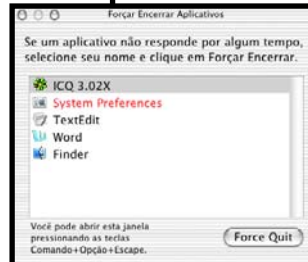 Forçar Encerrar Aplicativos
Se um aplicativo não responde por algum tempo,
selecione seu nome e clique em Forçar Encerrar.
ICQ 3.02X
System Preferences
TextEdit
Word
Finder
Você pode abrir esta janela
pressionando as teclas
Comando+Opção+Escape.
Force Quit